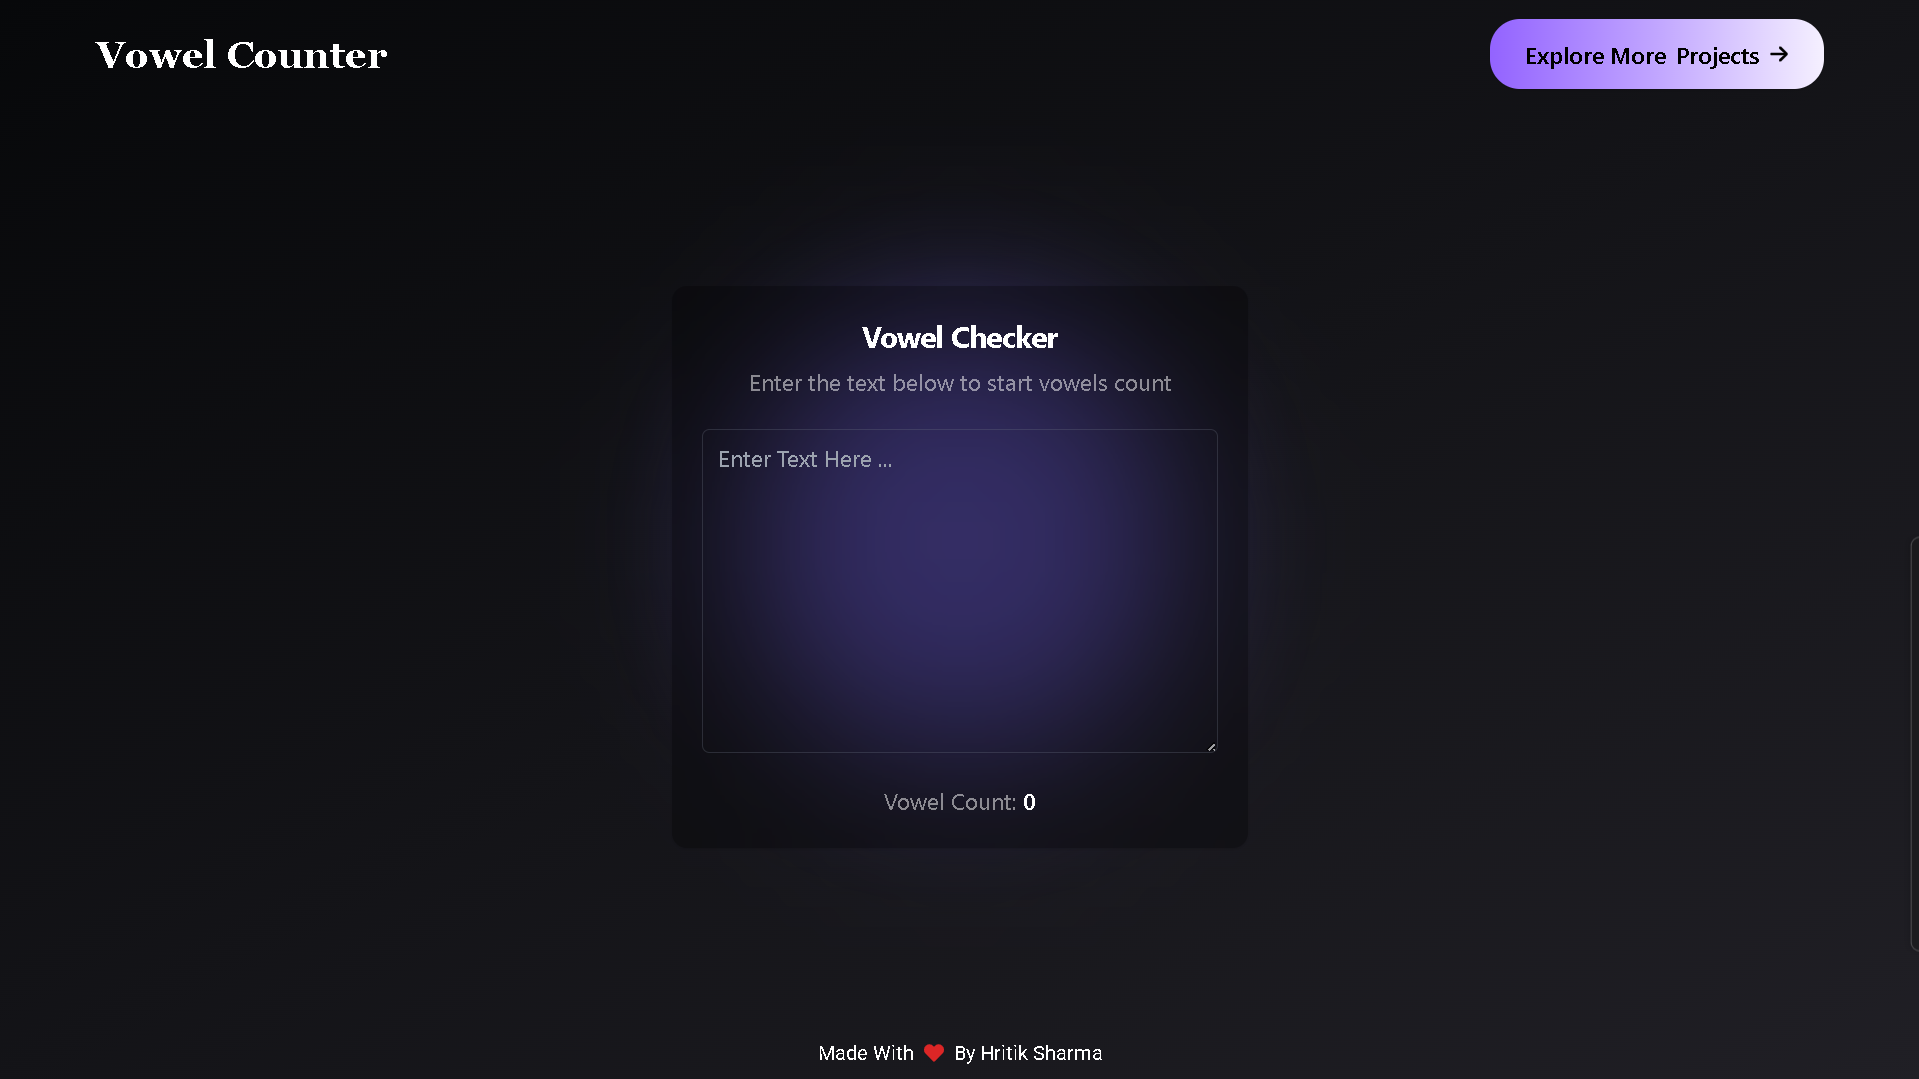 Vowel Counter
Explore More Projects
Vowel Checker
Enter the text below to start vowels count
Enter Text Here ...
Vowel Count: 0
Made With By Hritik Sharma